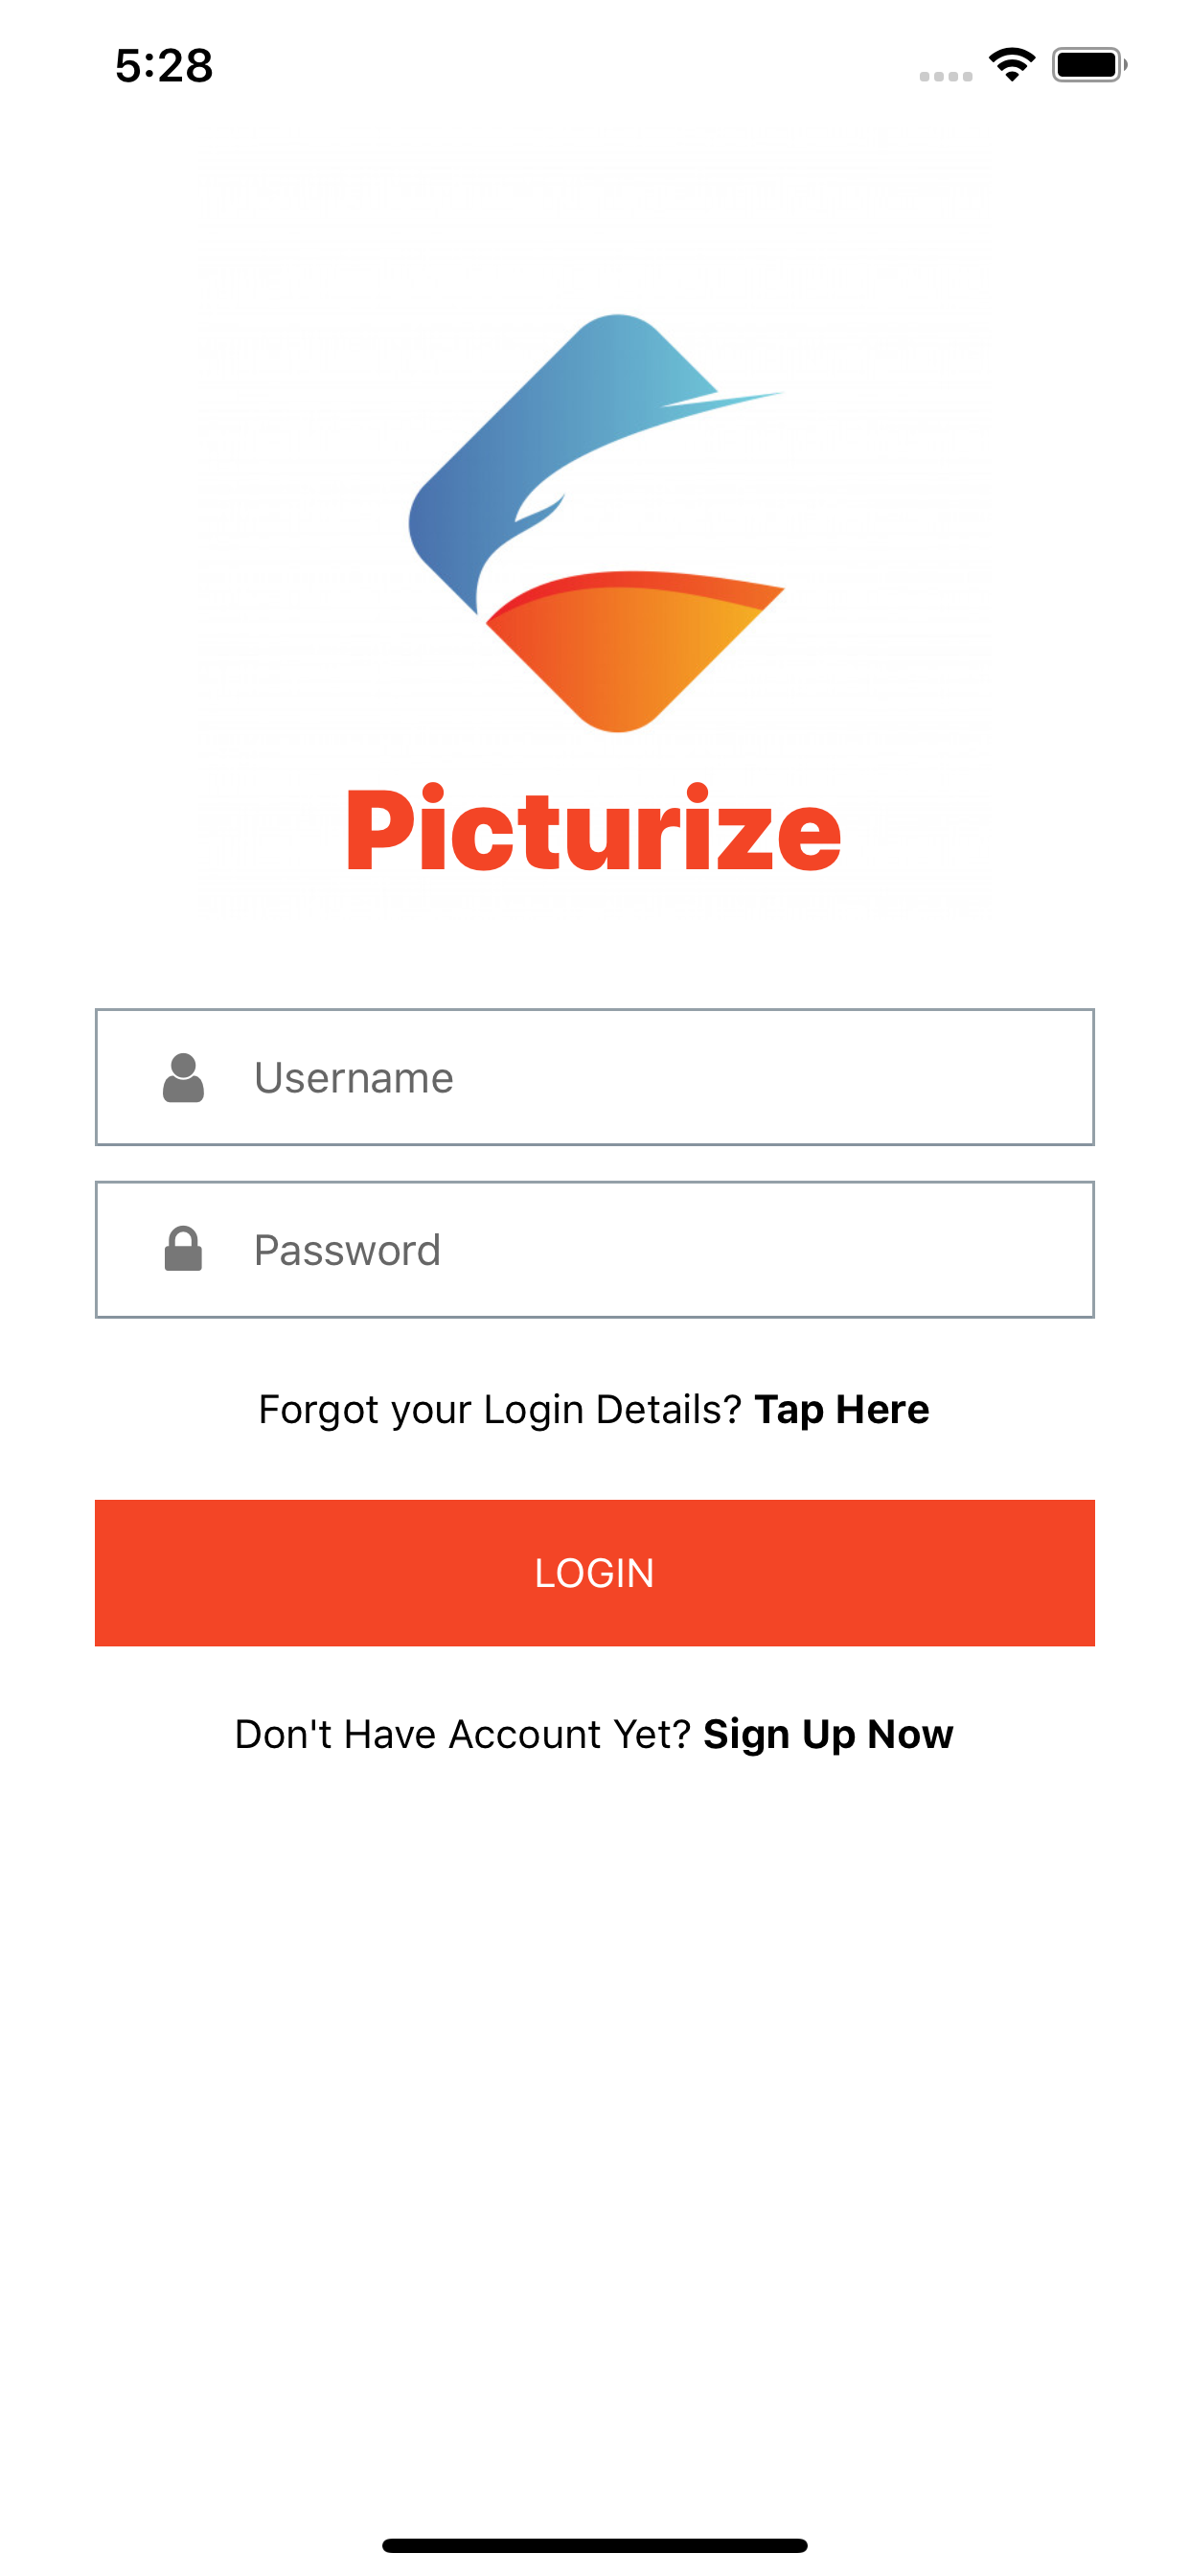 5:28
Picturize
Username
Password
Forgot your Login Details? Tap Here
LOGIN
Don't Have Account Yet? Sign Up Now